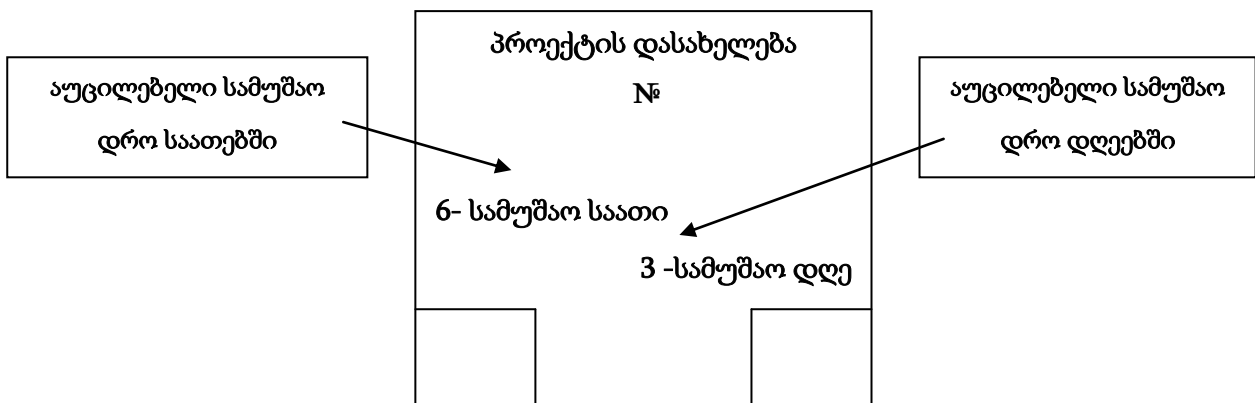 პროექტის დასახელება
№
აუცილებელი სამუშაო
დრო საათებში
აუცილებელი სამუშაო
დრო დღეებში
6- სამუშაო საათი
3 -სამუშაო დღე